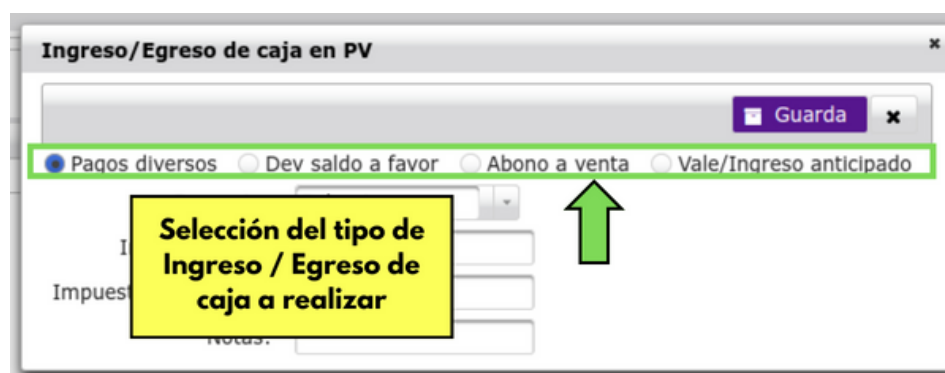 Ingreso/Egreso de caja en PV
Guarda
Pagos diversos Dev saldo a favor Abono a venta Vale/Ingreso anticipado
Selección del tipo de
Ingreso / Egreso de
caja a realizar
Notas: